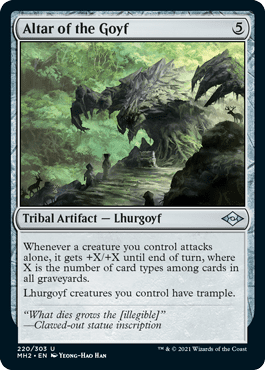 Altar of the Goyf 5
Tribal Artifact — Lhurgoyf
Whenever a creature you control attacks
alone, it gets +X/+X until end of turn, where
X is the number of card types among cards in
all graveyards.
Lhurgoyf creatures you control have trample.
“What dies grows the [illegible]”
—Clawed-out statue inscription
220/303 U
MH2 • EN Yeong-Hao Han
™ & © 2021 Wizards of the Coast